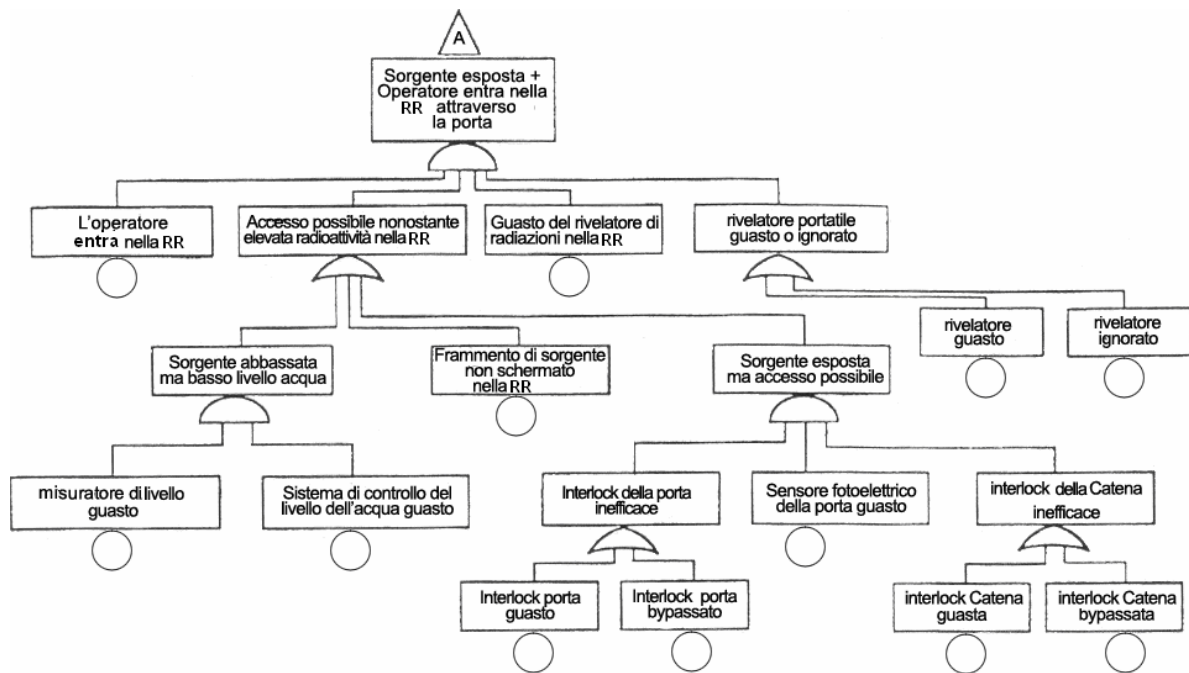 A
Sorgente esposta +
Operatore entra nella
RR attraverso
la porta
L'operatore
entra nella RR
Accesso possibile nonostante
elevata radioattività nella RR
Guasto del rivelatore di
radiazioni nella RR
rivelatore portatile
guasto o ignorato
rivelatore
guasto
rivelatore
ignorato
Sorgente abbassata
ma basso livello acqua
Frammento di sorgente
non schermato
nella RR
Sorgente esposta
ma accesso possibile
misuratore di livello
guasto
Sistema di controllo del
livello dell'acqua guasto
Interlock della porta
inefficace
Sensore fotoelettrico
della porta guasto
interlock della Catena
inefficace
Interlock porta
guasto
Interlock porta
bypassato
interlock Catena
guasta
interlock Catena
bypassata